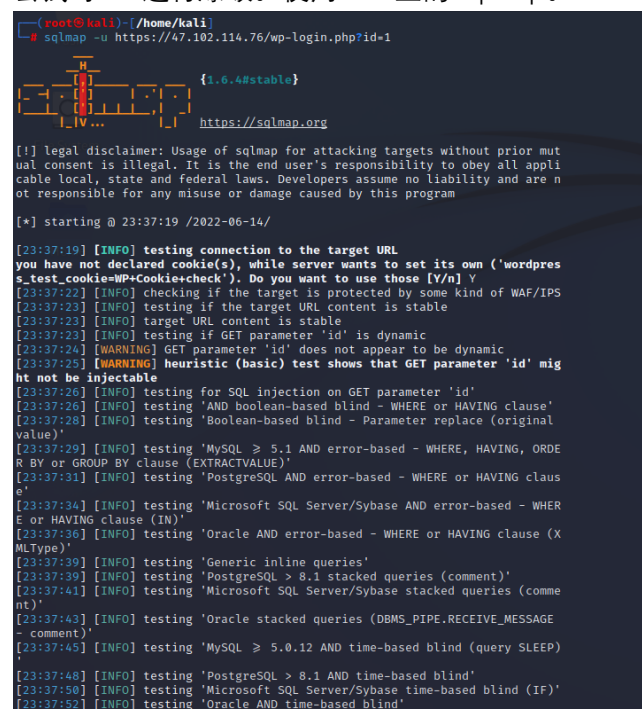 ┌──(root㉿kali)-[/home/kali]
└─# sqlmap -u https://47.102.114.76/wp-login.php?id=1
{1.6.4#stable}
https://sqlmap.org
[!] legal disclaimer: Usage of sqlmap for attacking targets without prior mut
ual consent is illegal. It is the end user's responsibility to obey all appli
cable local, state and federal laws. Developers assume no liability and are n
ot responsible for any misuse or damage caused by this program
[*] starting @ 23:37:19 /2022-06-14/
[23:37:19] [INFO] testing connection to the target URL
you have not declared cookie(s), while server wants to set its own ('wordpres
s_test_cookie=WP+Cookie+check'). Do you want to use those [Y/n] Y
[23:37:22] [INFO] checking if the target is protected by some kind of WAF/IPS
[23:37:23] [INFO] testing if the target URL content is stable
[23:37:23] [INFO] target URL content is stable
[23:37:23] [INFO] testing if GET parameter 'id' is dynamic
[23:37:24] [WARNING] GET parameter 'id' does not appear to be dynamic
[23:37:25] [WARNING] heuristic (basic) test shows that GET parameter 'id' mig
ht not be injectable
[23:37:26] [INFO] testing for SQL injection on GET parameter 'id'
[23:37:26] [INFO] testing 'AND boolean-based blind - WHERE or HAVING clause'
[23:37:28] [INFO] testing 'Boolean-based blind - Parameter replace (original
value)'
[23:37:29] [INFO] testing 'MySQL ≥ 5.1 AND error-based - WHERE, HAVING, ORDE
R BY or GROUP BY clause (EXTRACTVALUE)'
[23:37:31] [INFO] testing 'PostgreSQL AND error-based - WHERE or HAVING claus
e'
[23:37:34] [INFO] testing 'Microsoft SQL Server/Sybase AND error-based - WHER
E or HAVING clause (IN)'
[23:37:36] [INFO] testing 'Oracle AND error-based - WHERE or HAVING clause (X
MLType)'
[23:37:39] [INFO] testing 'Generic inline queries'
[23:37:39] [INFO] testing 'PostgreSQL > 8.1 stacked queries (comment)'
[23:37:41] [INFO] testing 'Microsoft SQL Server/Sybase stacked queries (comme
nt)'
[23:37:43] [INFO] testing 'Oracle stacked queries (DBMS_PIPE.RECEIVE_MESSAGE
- comment)'
[23:37:45] [INFO] testing 'MySQL ≥ 5.0.12 AND time-based blind (query SLEEP)
'
[23:37:48] [INFO] testing 'PostgreSQL > 8.1 AND time-based blind'
[23:37:50] [INFO] testing 'Microsoft SQL Server/Sybase time-based blind (IF)'
[23:37:52] [INFO] testing 'Oracle AND time-based blind'